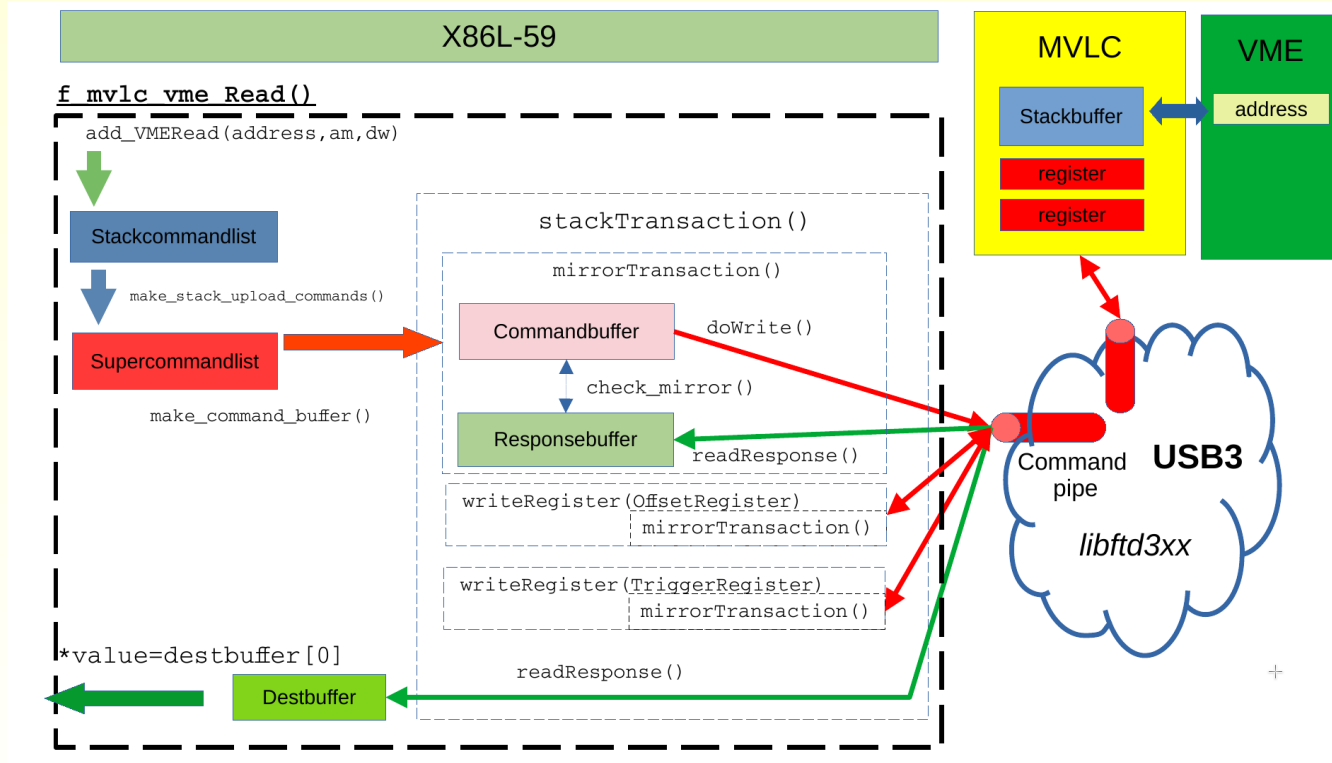 X86L-59
MVLC
VME
f_mvlc_vme_Read()
Stackbuffer
address
add_VMERead(address,am,dw)
register
register
stackTransaction()
Stackcommandlist
mirrorTransaction()
make_stack_upload_commands()
Commandbuffer
doWrite()
Supercommandlist
check_mirror()
make_command_buffer()
Responsebuffer
readResponse()
Command
pipe
USB3
writeRegister(OffsetRegister)
mirrorTransaction()
libftd3xx
writeRegister(TriggerRegister)
mirrorTransaction()
*value=destbuffer[0]
readResponse()
Destbuffer